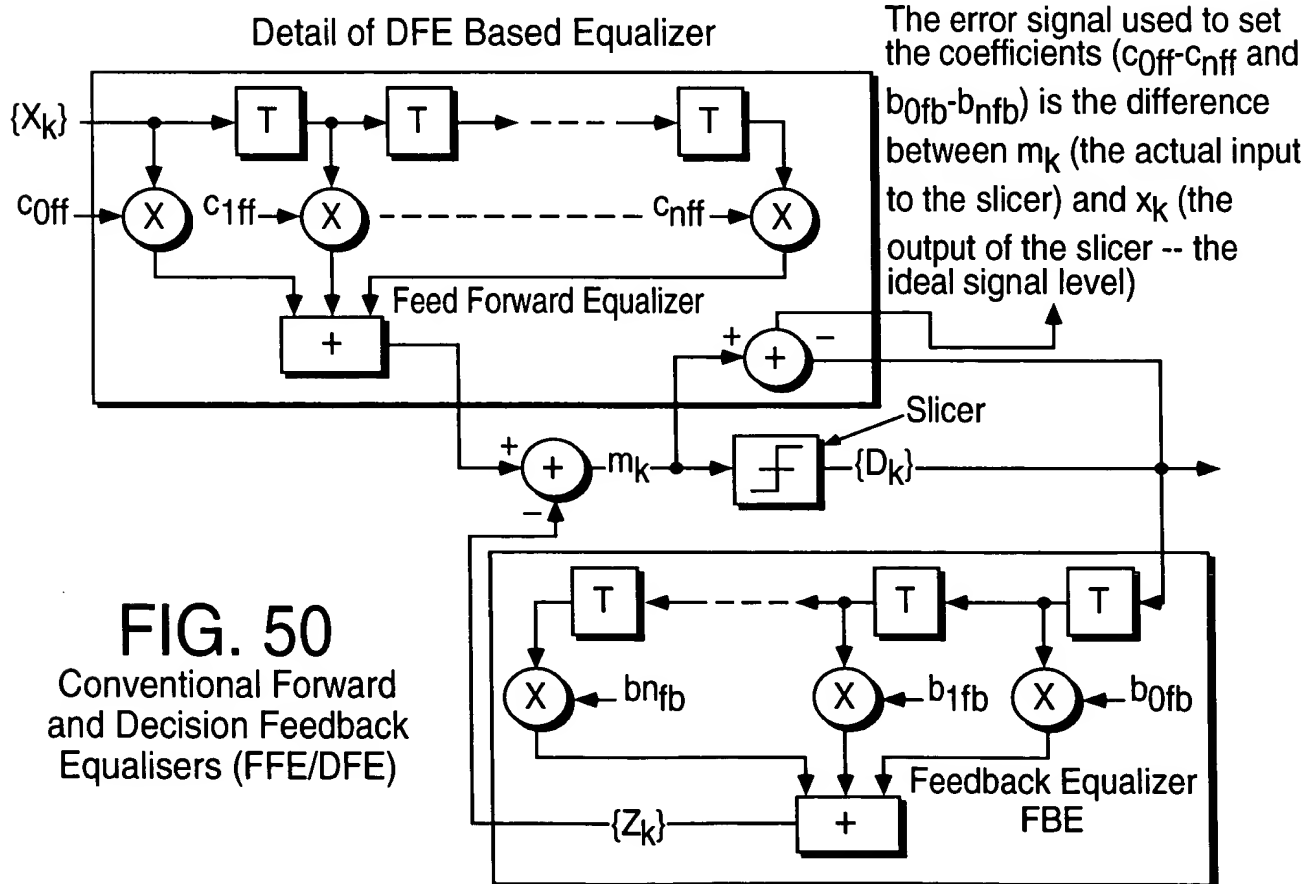 Detail of DFE Based Equalizer
The error signal used to set
the coefficients (c0ff-cnff and
b0fb-bnfb) is the difference
between mk (the actual input
to the slicer) and xk (the
output of the slicer -- the
ideal signal level)
{Xk}
T
T
T
c0ff
X
c1ff
X
cnff
X
Feed Forward Equalizer
+
+
+
−
Slicer
+
+
mk
{Dk}
−
T
T
T
X
bnfb
X
b1fb
X
b0fb
Feedback Equalizer
FBE
{Zk}
+
FIG. 50
Conventional Forward
and Decision Feedback
Equalisers (FFE/DFE)